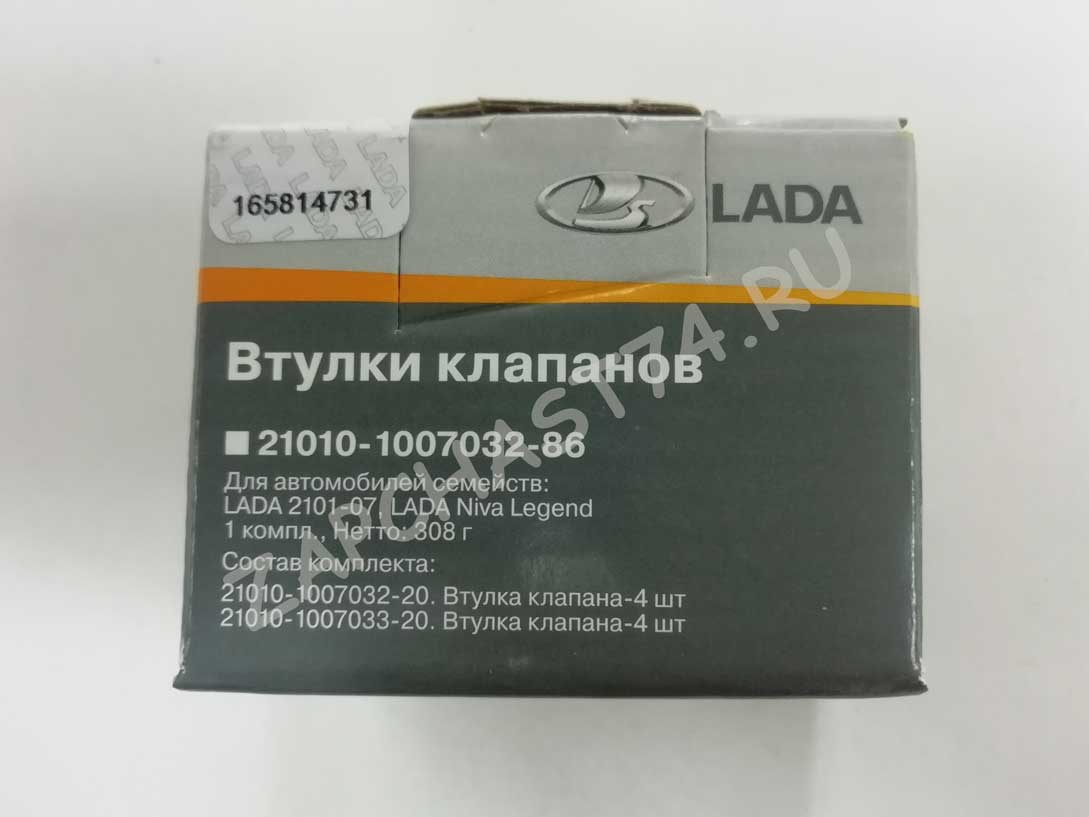 165814731
LADA
Втулки клапанов
21010-1007032-86
Для автомобилей семейств:
LADA 2101-07, LADA Niva Legend
1 компл., Нетто: 308 г
Состав комплекта:
21010-1007032-20. Втулка клапана-4 шт
21010-1007033-20. Втулка клапана-4 шт
ZAPCHAST74.RU